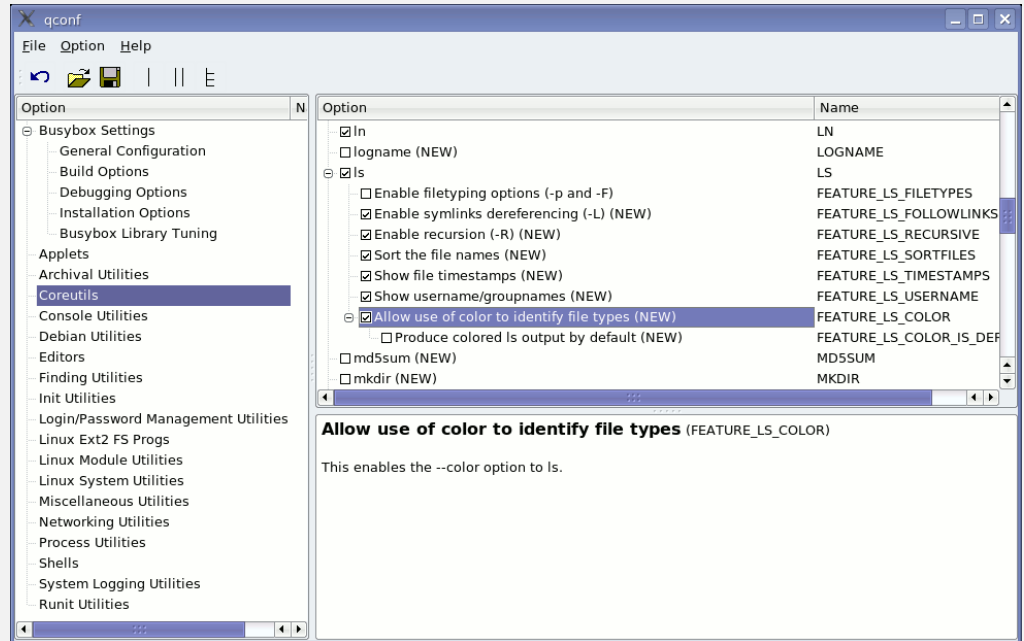 qconf
File Option Help
Option N
Busybox Settings
General Configuration
Build Options
Debugging Options
Installation Options
Busybox Library Tuning
Applets
Archival Utilities
Coreutils
Console Utilities
Debian Utilities
Editors
Finding Utilities
Init Utilities
Login/Password Management Utilities
Linux Ext2 FS Progs
Linux Module Utilities
Linux System Utilities
Miscellaneous Utilities
Networking Utilities
Process Utilities
Shells
System Logging Utilities
Runit Utilities
Option Name
ln LN
logname (NEW) LOGNAME
ls LS
Enable filetyping options (-p and -F) FEATURE_LS_FILETYPES
Enable symlinks dereferencing (-L) (NEW) FEATURE_LS_FOLLOWLINKS
Enable recursion (-R) (NEW) FEATURE_LS_RECURSIVE
Sort the file names (NEW) FEATURE_LS_SORTFILES
Show file timestamps (NEW) FEATURE_LS_TIMESTAMPS
Show username/groupnames (NEW) FEATURE_LS_USERNAME
Allow use of color to identify file types (NEW) FEATURE_LS_COLOR
Produce colored ls output by default (NEW) FEATURE_LS_COLOR_IS_DEF
md5sum (NEW) MD5SUM
mkdir (NEW) MKDIR
Allow use of color to identify file types (FEATURE_LS_COLOR)
This enables the --color option to ls.